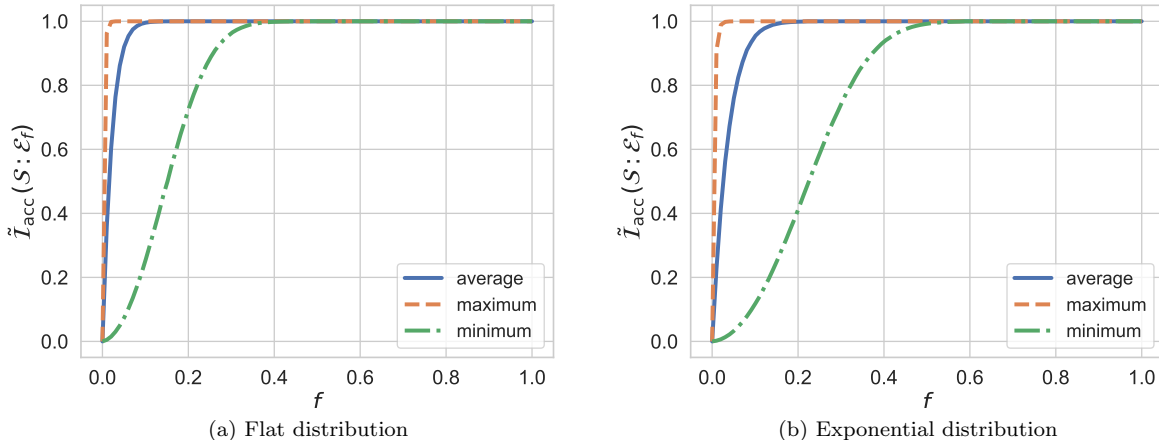 1.0
0.8
0.6
0.4
0.2
0.0
Ĩacc(S : Ef)
average
maximum
minimum
0.0 0.2 0.4 0.6 0.8 1.0
f
(a) Flat distribution
1.0
0.8
0.6
0.4
0.2
0.0
Ĩacc(S : Ef)
average
maximum
minimum
0.0 0.2 0.4 0.6 0.8 1.0
f
(b) Exponential distribution